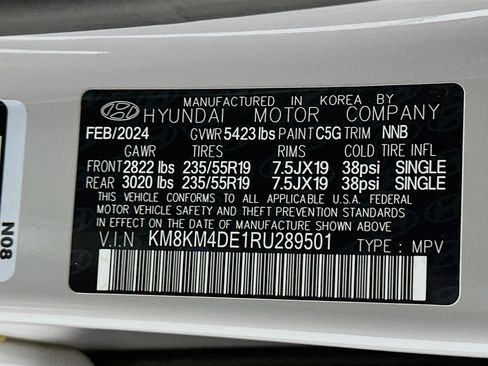 MANUFACTURED IN KOREA BY
HYUNDAI MOTOR COMPANY
FEB/2024 GVWR 5423 lbs PAINT C5G TRIM NNB
GAWR TIRES RIMS COLD TIRE INFL
FRONT 2822 lbs 235/55R19 7.5JX19 38psi SINGLE
REAR 3020 lbs 235/55R19 7.5JX19 38psi SINGLE
THIS VEHICLE CONFORMS TO ALL APPLICABLE U.S.A. FEDERAL
MOTOR VEHICLE SAFETY AND THEFT PREVENTION STANDARDS
IN EFFECT ON THE DATE OF MANUFACTURE SHOWN ABOVE.
V.I.N KM8KM4DE1RU289501 TYPE : MPV
N08